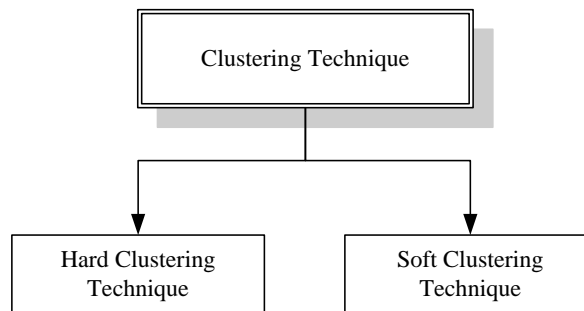 Clustering Technique
Hard Clustering
Technique
Soft Clustering
Technique